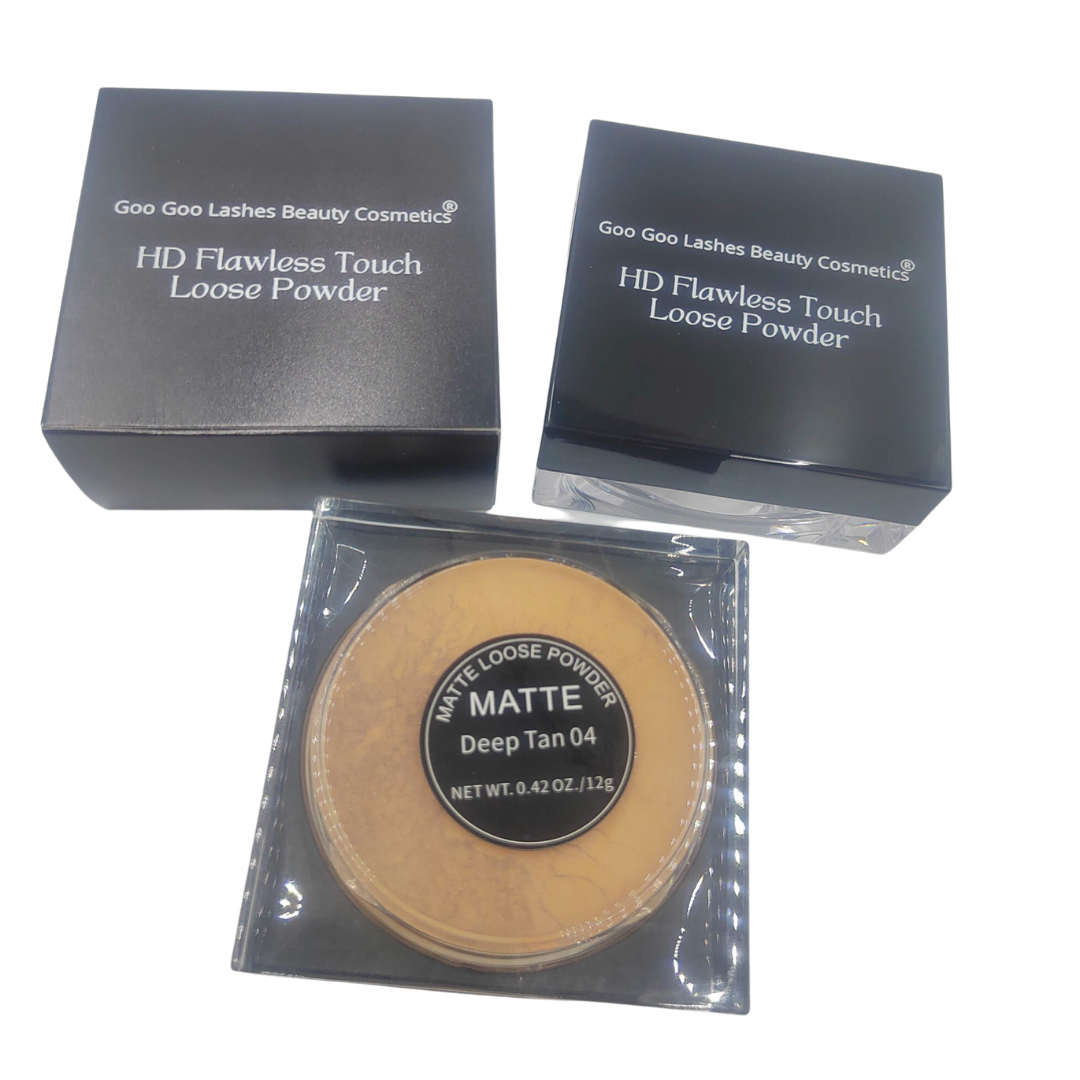 Goo Goo Lashes Beauty Cosmetics®
HD Flawless Touch
Loose Powder
Goo Goo Lashes Beauty Cosmetics®
HD Flawless Touch
Loose Powder
MATTE LOOSE POWDER
MATTE
Deep Tan 04
NET WT. 0.42 OZ./12g